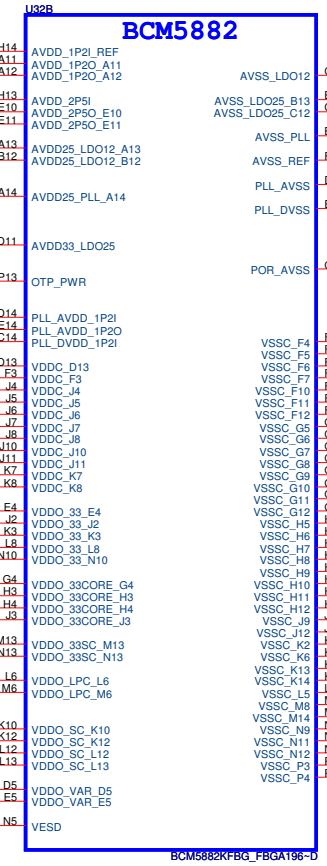 U32B
BCM5882
AVDD_1P2I_REF
A11 AVDD_1P2O_A11
A12 AVDD_1P2O_A12
AVSS_LDO12
AVDD_2P5I
AVSS_LDO25_B13
E10 AVDD_2P5O_E10
AVSS_LDO25_C12
E11 AVDD_2P5O_E11
AVSS_PLL
A13 AVDD25_LDO12_A13
B12 AVDD25_LDO12_B12
AVSS_REF
PLL_AVSS
A14 AVDD25_PLL_A14
PLL_DVSS
AVDD33_LDO25
POR_AVSS
P13 OTP_PWR
D14 PLL_AVDD_1P2I
E14 PLL_AVDD_1P2O
C14 PLL_DVDD_1P2I
VSSC_F4
VSSC_F5
D13 VDDC_D13
VSSC_F6
F3 VDDC_F3
VSSC_F7
J4 VDDC_J4
VSSC_F10
J5 VDDC_J5
VSSC_F11
J6 VDDC_J6
VSSC_F12
J7 VDDC_J7
VSSC_G5
J8 VDDC_J8
VSSC_G6
J10 VDDC_J10
VSSC_G7
J11 VDDC_J11
VSSC_G8
K7 VDDC_K7
VSSC_G9
K8 VDDC_K8
VSSC_G10
VSSC_G11
E4 VDDO_33_E4
VSSC_G12
J2 VDDO_33_J2
VSSC_H5
K3 VDDO_33_K3
VSSC_H6
L8 VDDO_33_L8
VSSC_H7
N10 VDDO_33_N10
VSSC_H8
VSSC_H9
G4 VDDO_33CORE_G4
VSSC_H10
H3 VDDO_33CORE_H3
VSSC_H11
H4 VDDO_33CORE_H4
VSSC_H12
J3 VDDO_33CORE_J3
VSSC_J9
VSSC_J12
M13 VDDO_33SC_M13
VSSC_K2
N13 VDDO_33SC_N13
VSSC_K6
VSSC_K13
L6 VDDO_LPC_L6
VSSC_K14
M6 VDDO_LPC_M6
VSSC_L5
VSSC_M8
VSSC_M14
K10 VDDO_SC_K10
VSSC_N9
K12 VDDO_SC_K12
VSSC_N11
L12 VDDO_SC_L12
VSSC_N12
L13 VDDO_SC_L13
VSSC_P3
VSSC_P4
D5 VDDO_VAR_D5
E5 VDDO_VAR_E5
N5 VESD
BCM5882KFBG_FBGA196~D